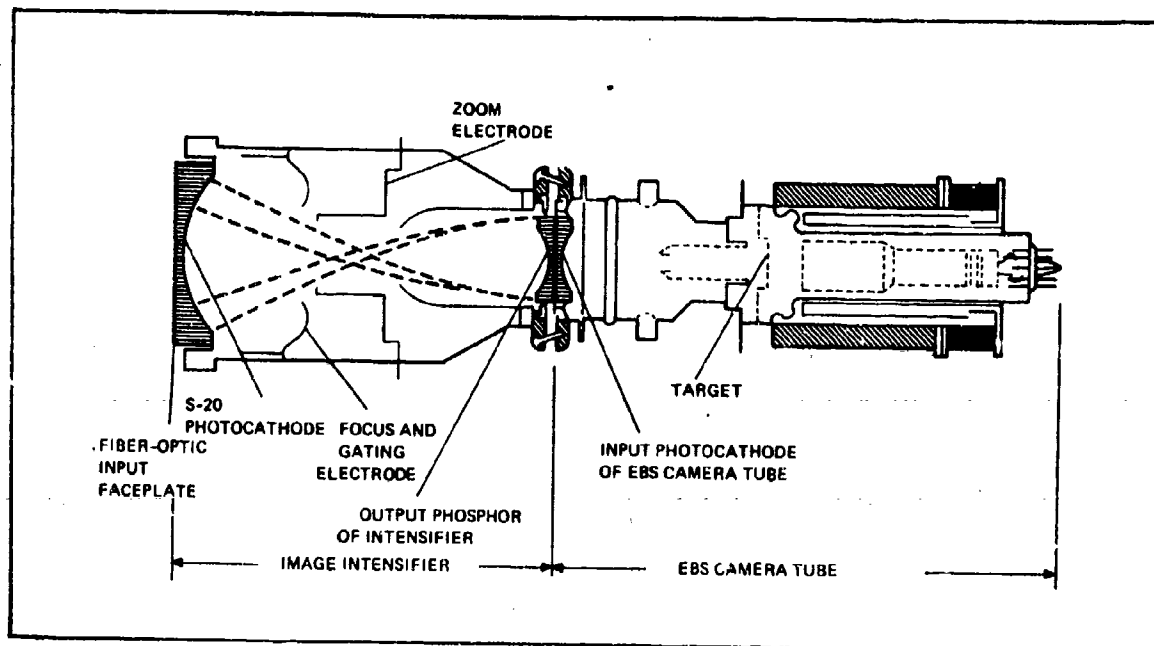 ZOOM
ELECTRODE
S-20
PHOTOCATHODE
FIBER-OPTIC
INPUT
FACEPLATE
FOCUS AND
GATING
ELECTRODE
OUTPUT PHOSPHOR
OF INTENSIFIER
INPUT PHOTOCATHODE
OF EBS CAMERA TUBE
TARGET
IMAGE INTENSIFIER
EBS CAMERA TUBE